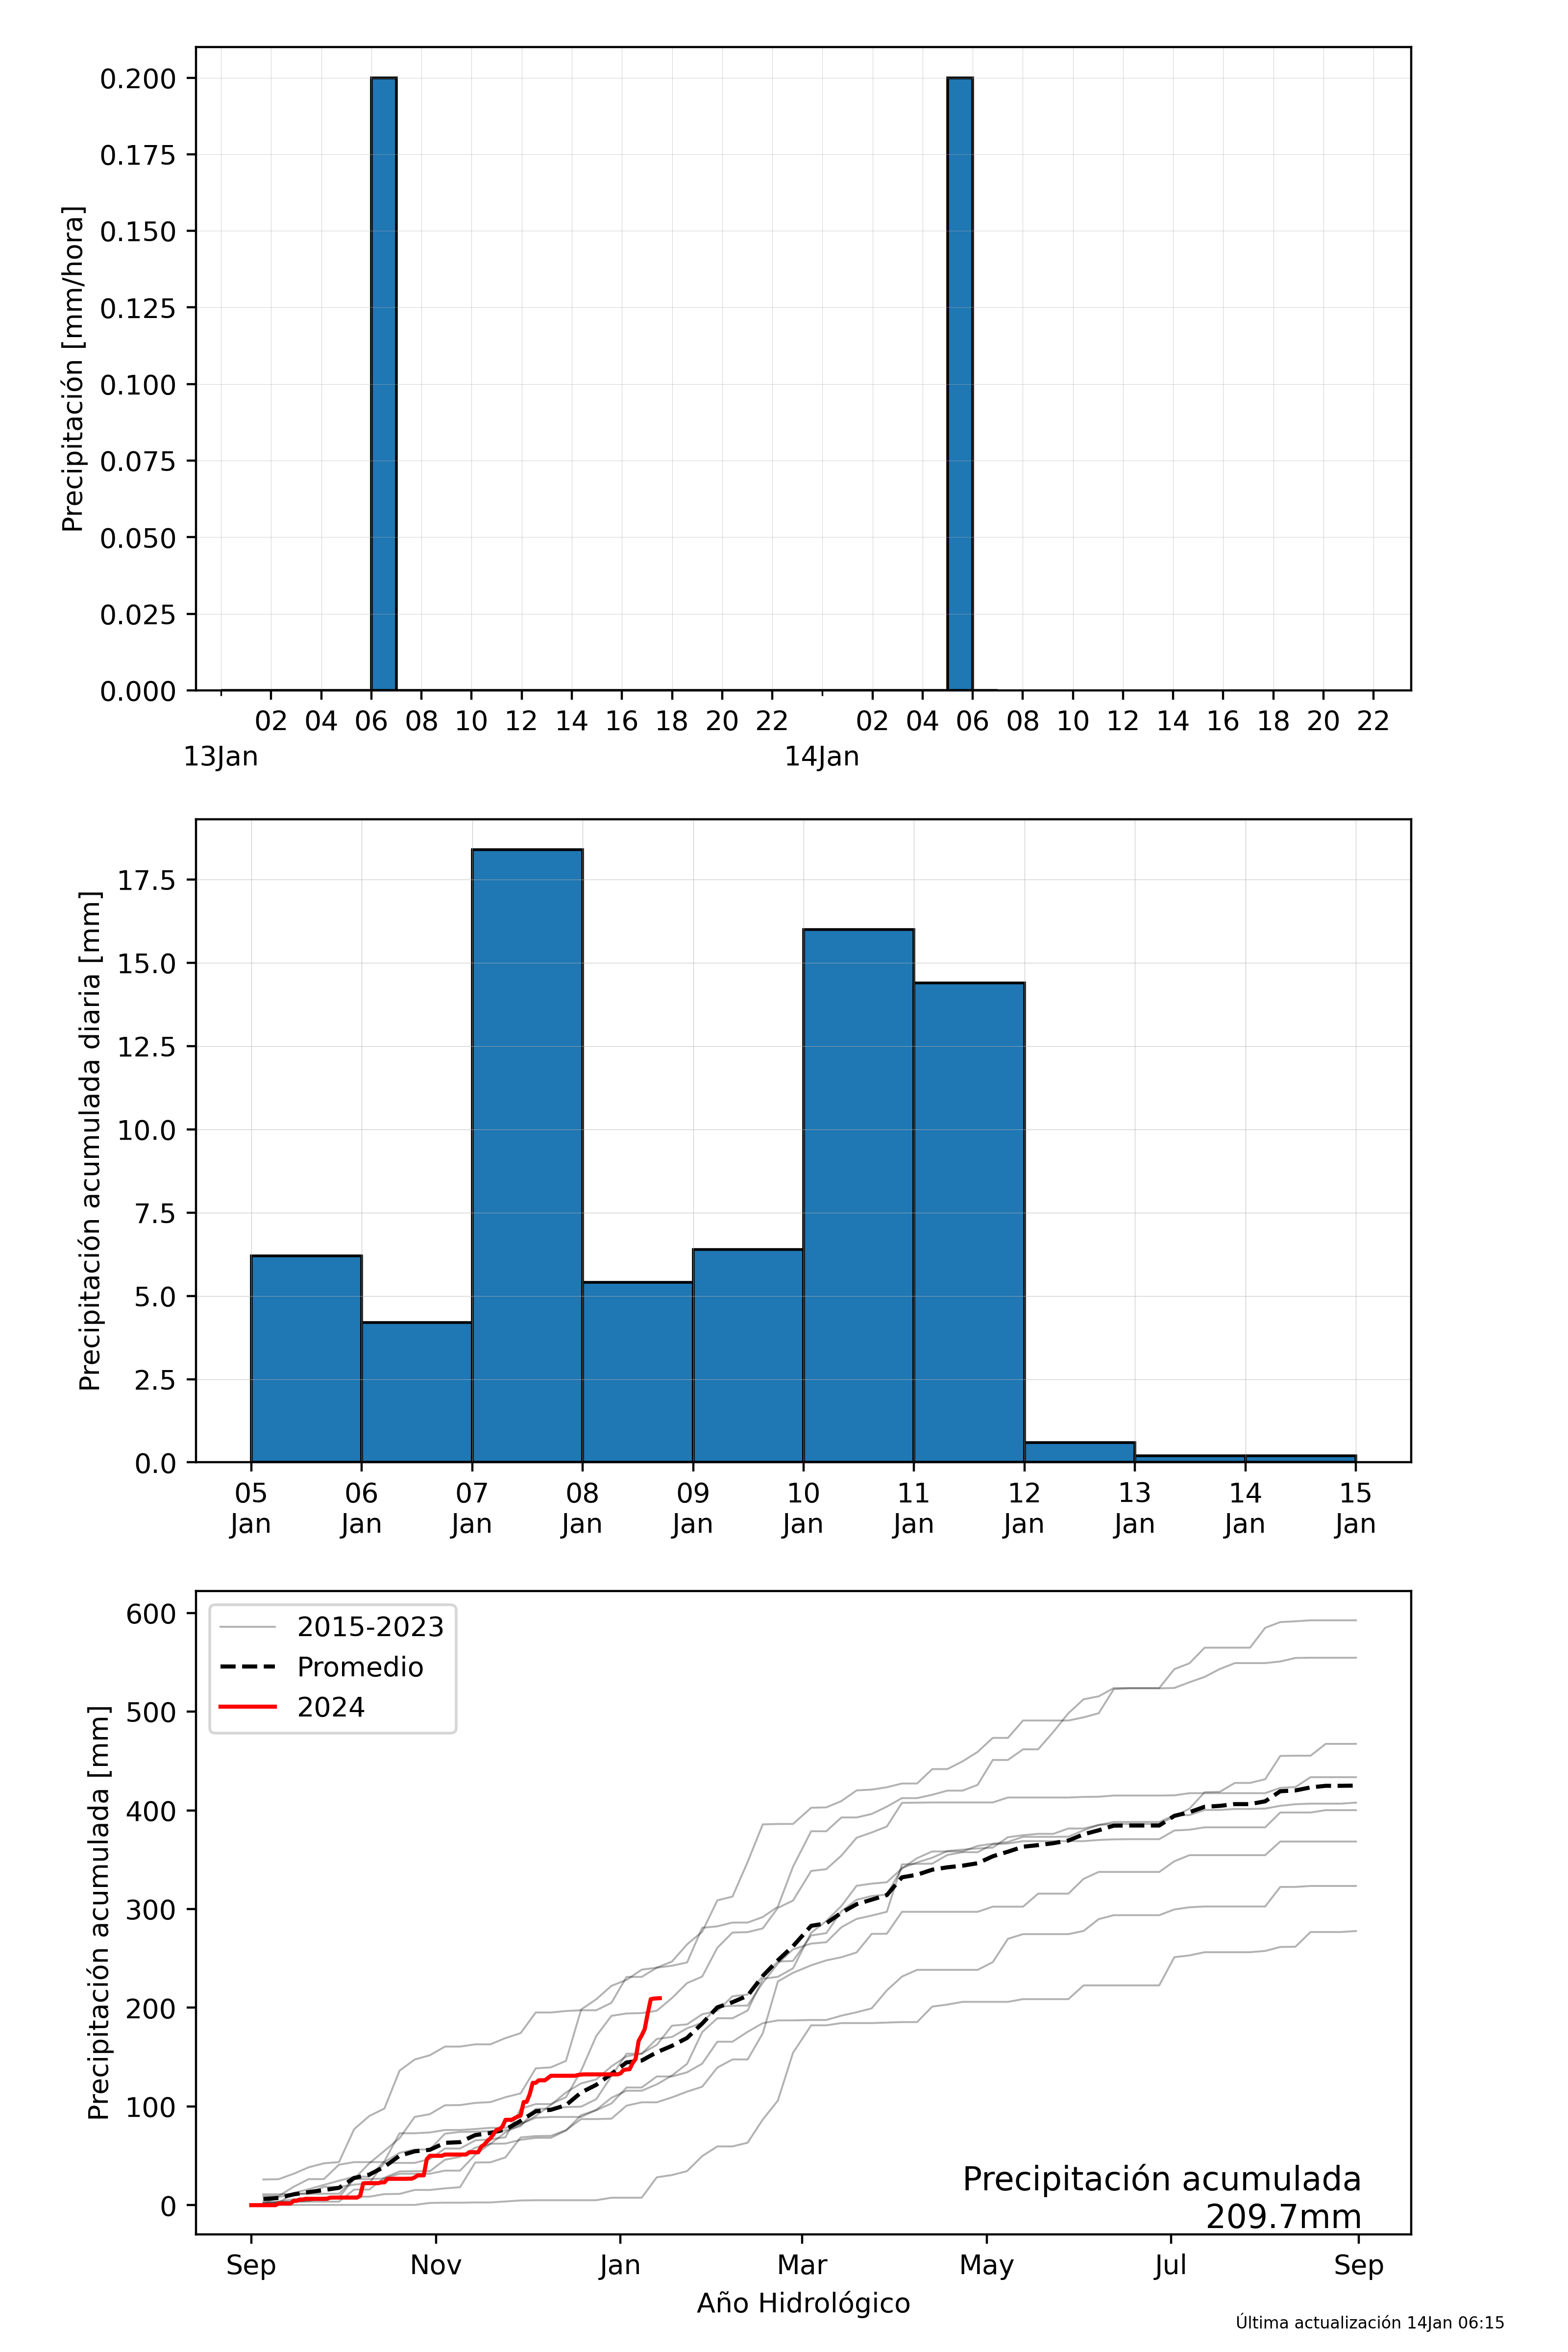 0.200
0.175
0.150
0.125
0.100
0.075
0.050
0.025
0.000
Precipitación [mm/hora]
02 04 06 08 10 12 14 16 18 20 22 02 04 06 08 10 12 14 16 18 20 22
13Jan 14Jan
17.5
15.0
12.5
10.0
7.5
5.0
2.5
0.0
Precipitación acumulada diaria [mm]
05 06 07 08 09 10 11 12 13 14 15
Jan Jan Jan Jan Jan Jan Jan Jan Jan Jan Jan
600
500
400
300
200
100
0
Precipitación acumulada [mm]
2015-2023
Promedio
2024
Precipitación acumulada
209.7mm
Sep Nov Jan Mar May Jul Sep
Año Hidrológico
Última actualización 14Jan 06:15